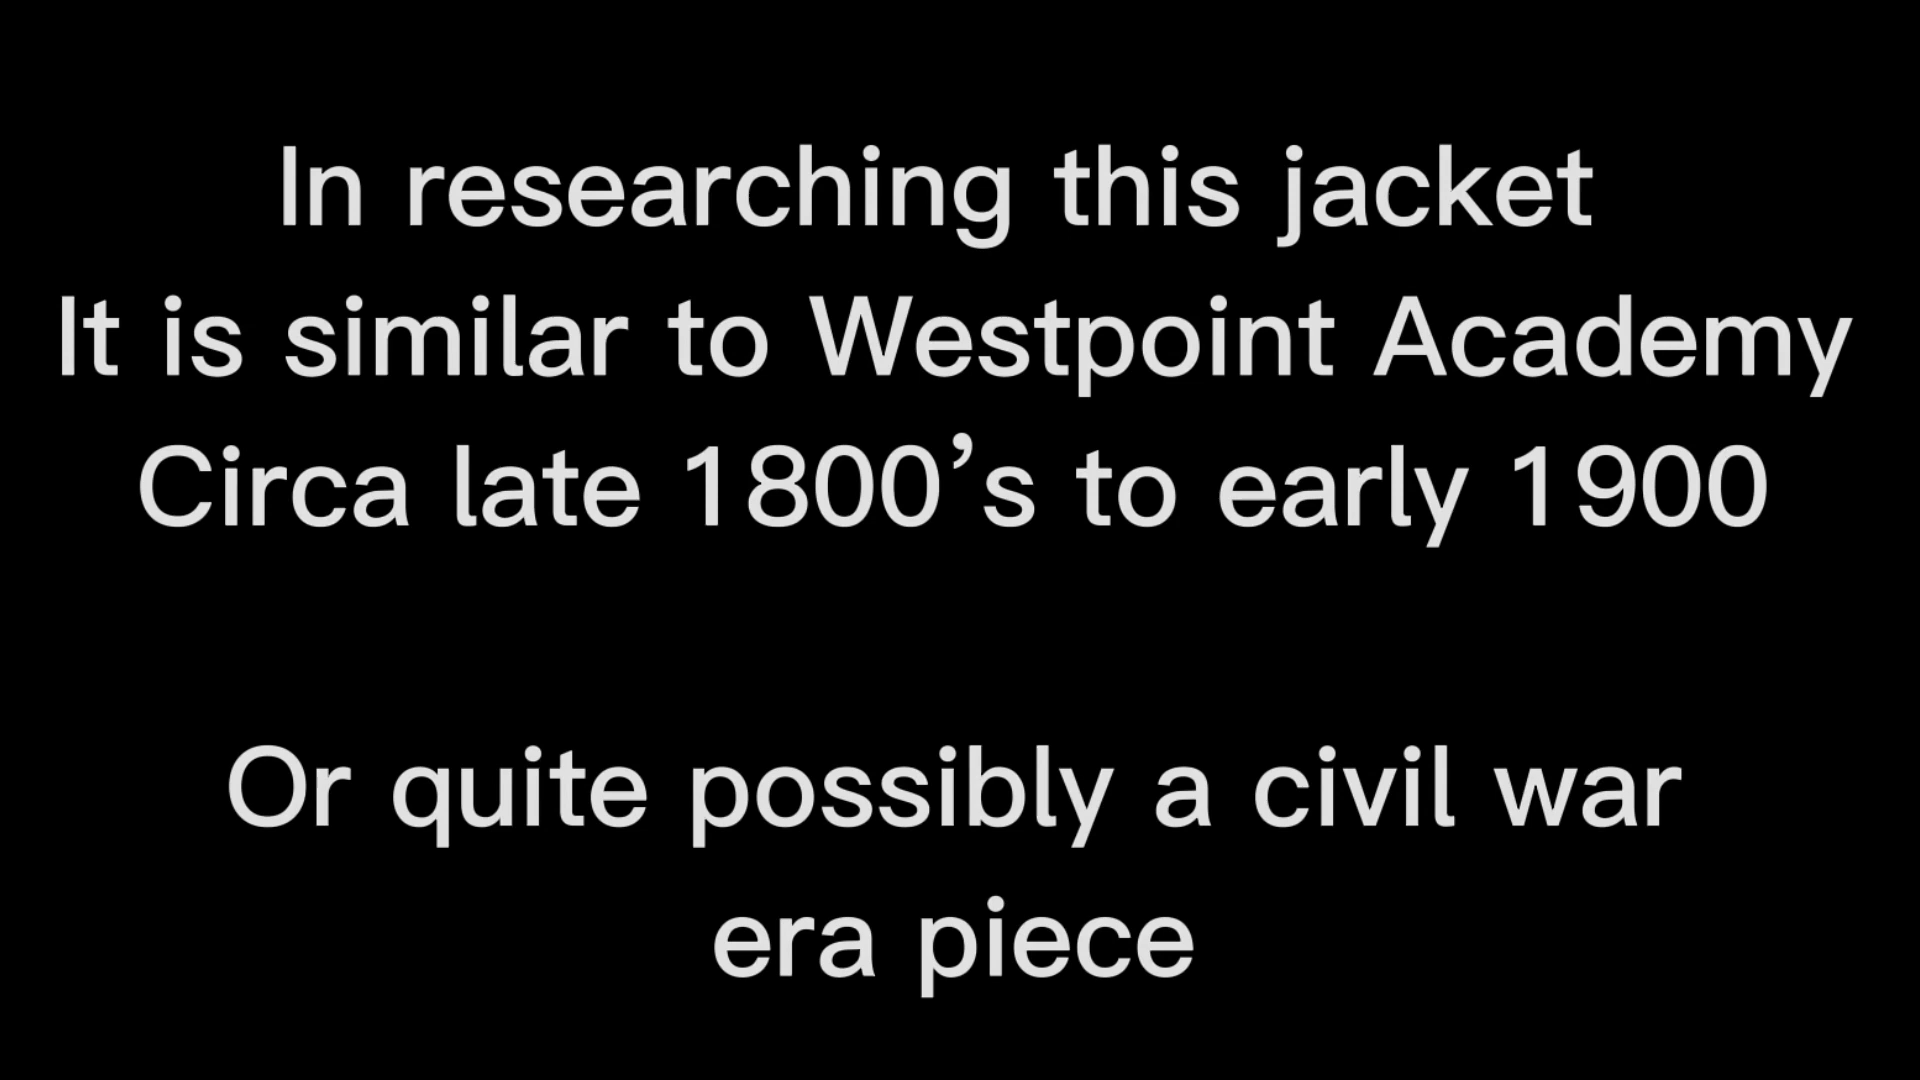 In researching this jacket
It is similar to Westpoint Academy
Circa late 1800’s to early 1900
Or quite possibly a civil war
era piece